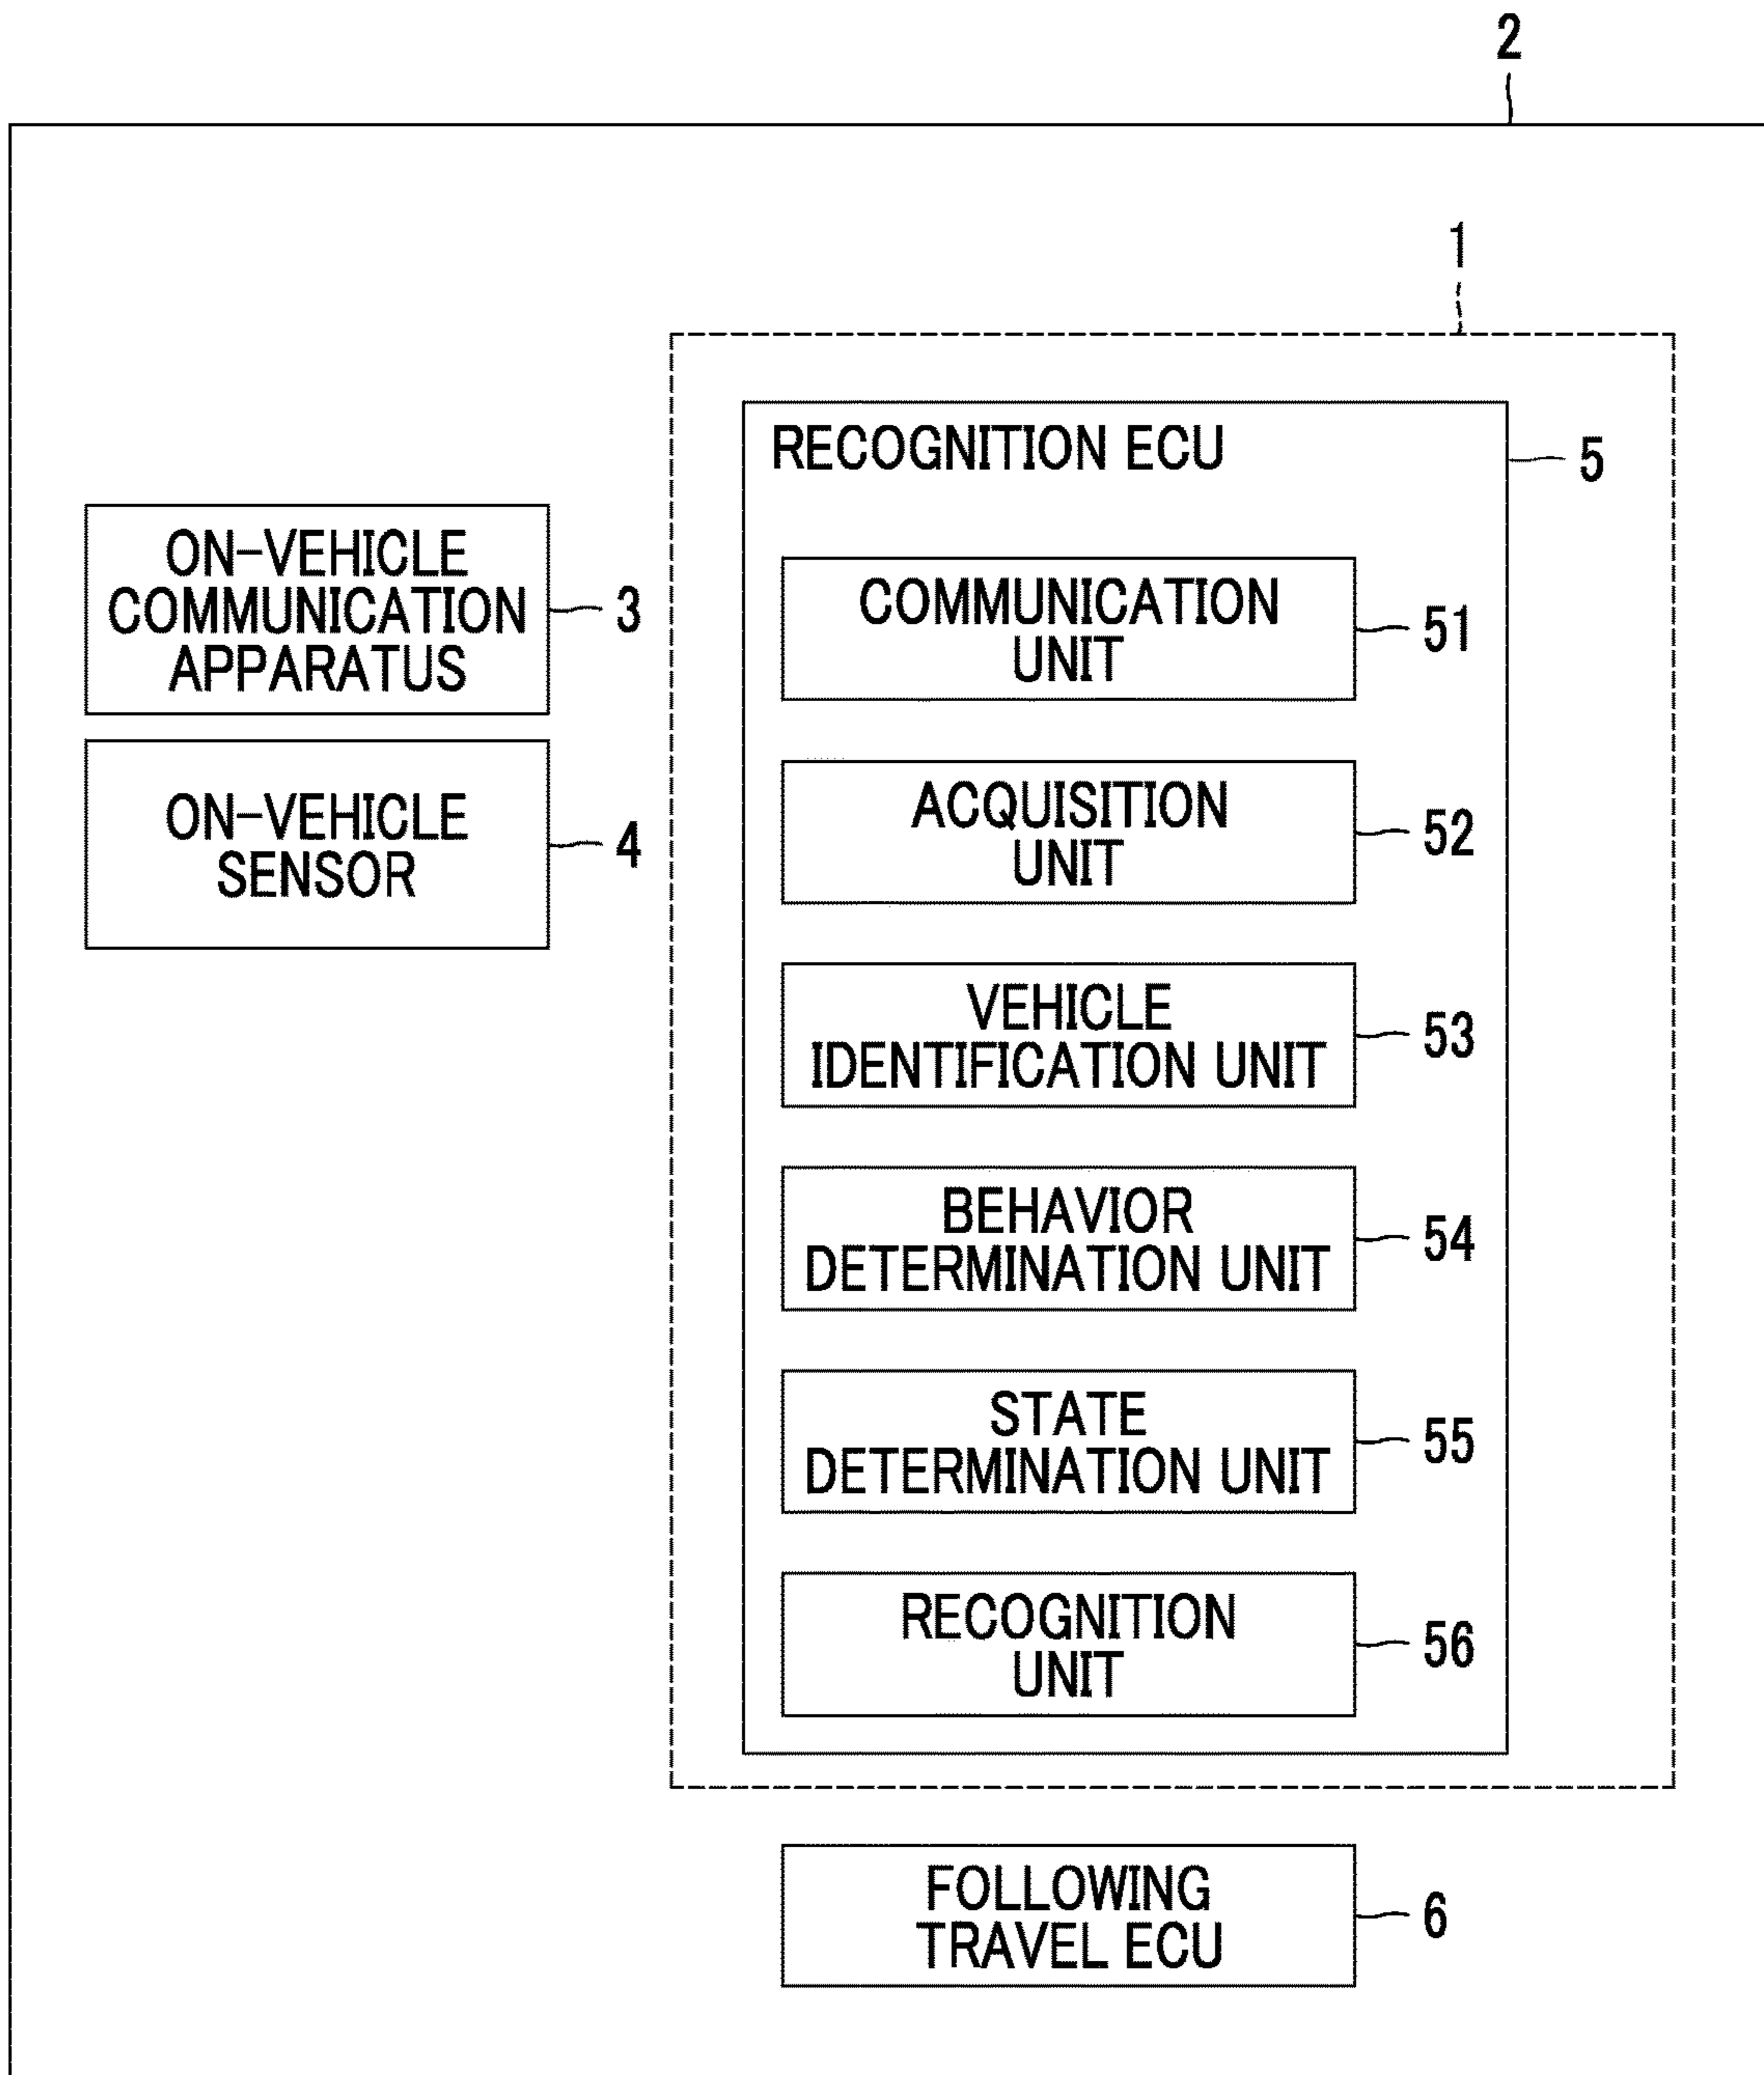 2
1
RECOGNITION ECU
5
ON-VEHICLE
COMMUNICATION
APPARATUS
3
ON-VEHICLE
SENSOR
4
COMMUNICATION
UNIT
51
ACQUISITION
UNIT
52
VEHICLE
IDENTIFICATION UNIT
53
BEHAVIOR
DETERMINATION UNIT
54
STATE
DETERMINATION UNIT
55
RECOGNITION
UNIT
56
FOLLOWING
TRAVEL ECU
6